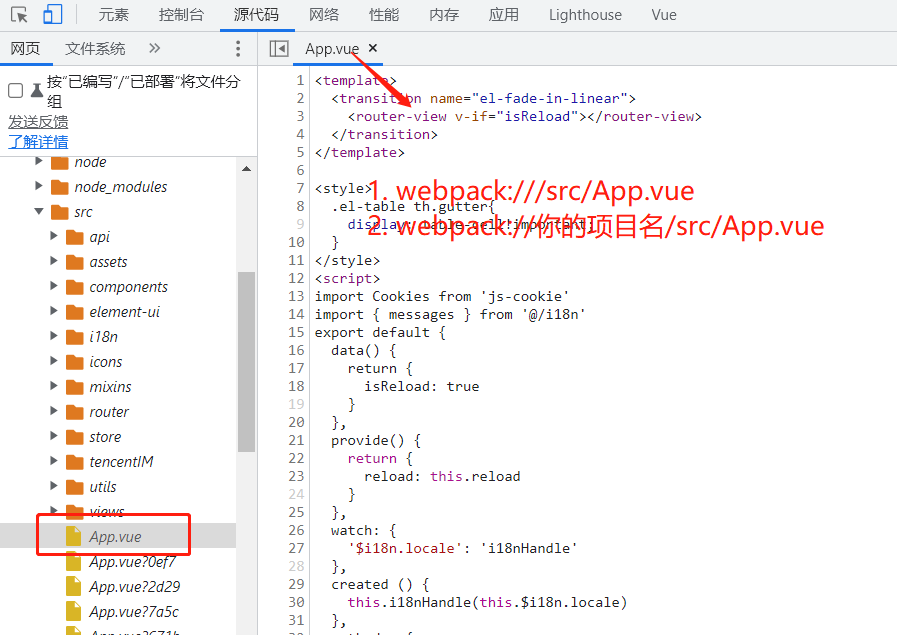 元素 控制台 源代码 网络 性能 内存 应用 Lighthouse Vue
网页 文件系统 »
App.vue ×
按“已编写”/“已部署”将文件分
组
发送反馈
了解详情
node
node_modules
src
api
assets
components
element-ui
i18n
icons
mixins
router
store
tencentIM
utils
views
App.vue
App.vue?0ef7
App.vue?2d29
App.vue?7a5c
App.vue?671b
1 <template>
2 <transition name="el-fade-in-linear">
3 <router-view v-if="isReload"></router-view>
4 </transition>
5 </template>
6
7 <style>
1. webpack:///src/App.vue
8 .el-table th.gutter{
2. webpack://你的项目名/src/App.vue
9 display: table-cell!important;
10 }
11 </style>
12 <script>
13 import Cookies from 'js-cookie'
14 import { messages } from '@/i18n'
15 export default {
16 data() {
17 return {
18 isReload: true
19 }
20 },
21 provide() {
22 return {
23 reload: this.reload
24 }
25 },
26 watch: {
27 '$i18n.locale': 'i18nHandle'
28 },
29 created () {
30 this.i18nHandle(this.$i18n.locale)
31 },